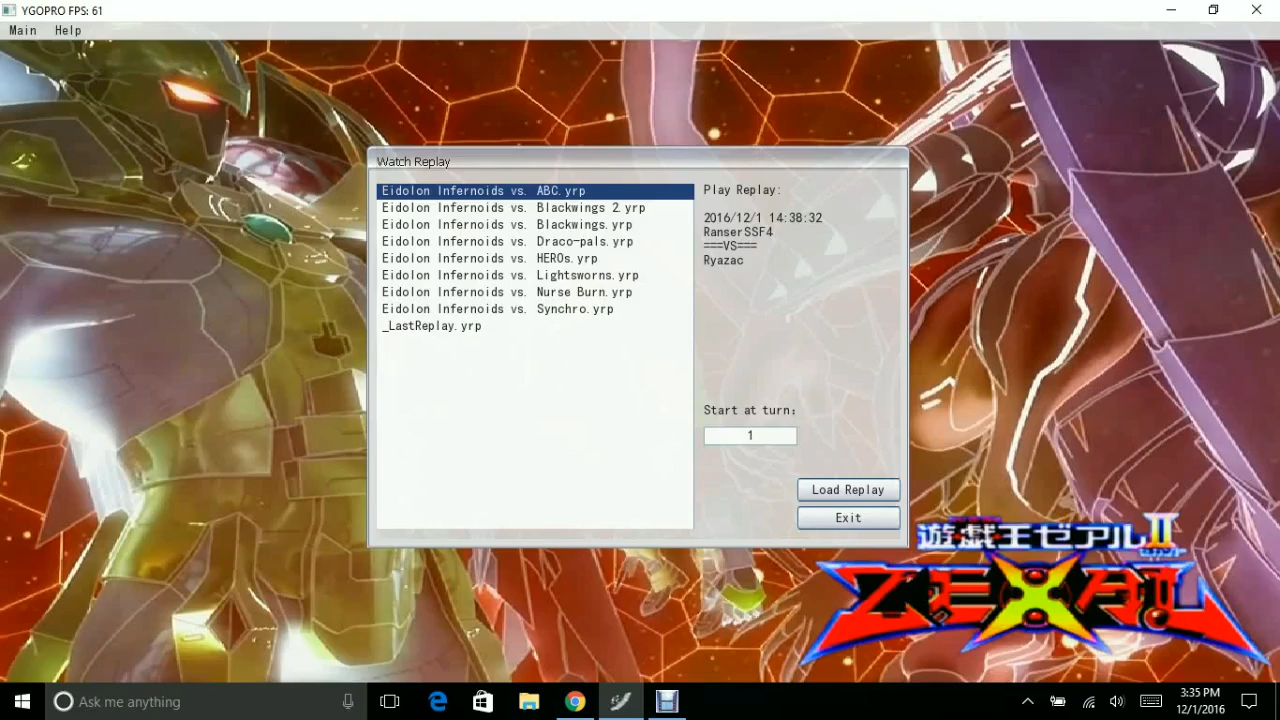 YGOPRO FPS: 61
Main Help
Watch Replay
Eidolon Infernoids vs. ABC.yrp
Eidolon Infernoids vs. Blackwings 2.yrp
Eidolon Infernoids vs. Blackwings.yrp
Eidolon Infernoids vs. Draco-pals.yrp
Eidolon Infernoids vs. HEROs.yrp
Eidolon Infernoids vs. Lightsworns.yrp
Eidolon Infernoids vs. Nurse Burn.yrp
Eidolon Infernoids vs. Synchro.yrp
_LastReplay.yrp
Play Replay:
2016/12/1 14:38:32
RanserSSF4
===VS===
Ryazac
Start at turn:
1
Load Replay
Exit
遊戯王ゼアルII
セカンド
ZEXAL
Ask me anything
3:35 PM
12/1/2016